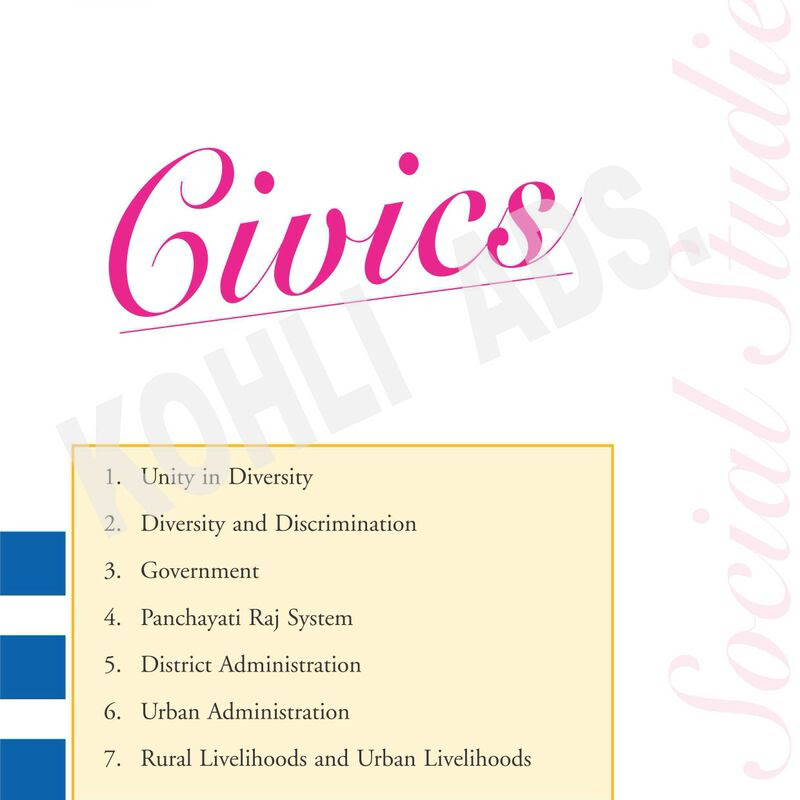 Civics
KOHLI ADS.
1. Unity in Diversity
2. Diversity and Discrimination
3. Government
4. Panchayati Raj System
5. District Administration
6. Urban Administration
7. Rural Livelihoods and Urban Livelihoods
Social Studie